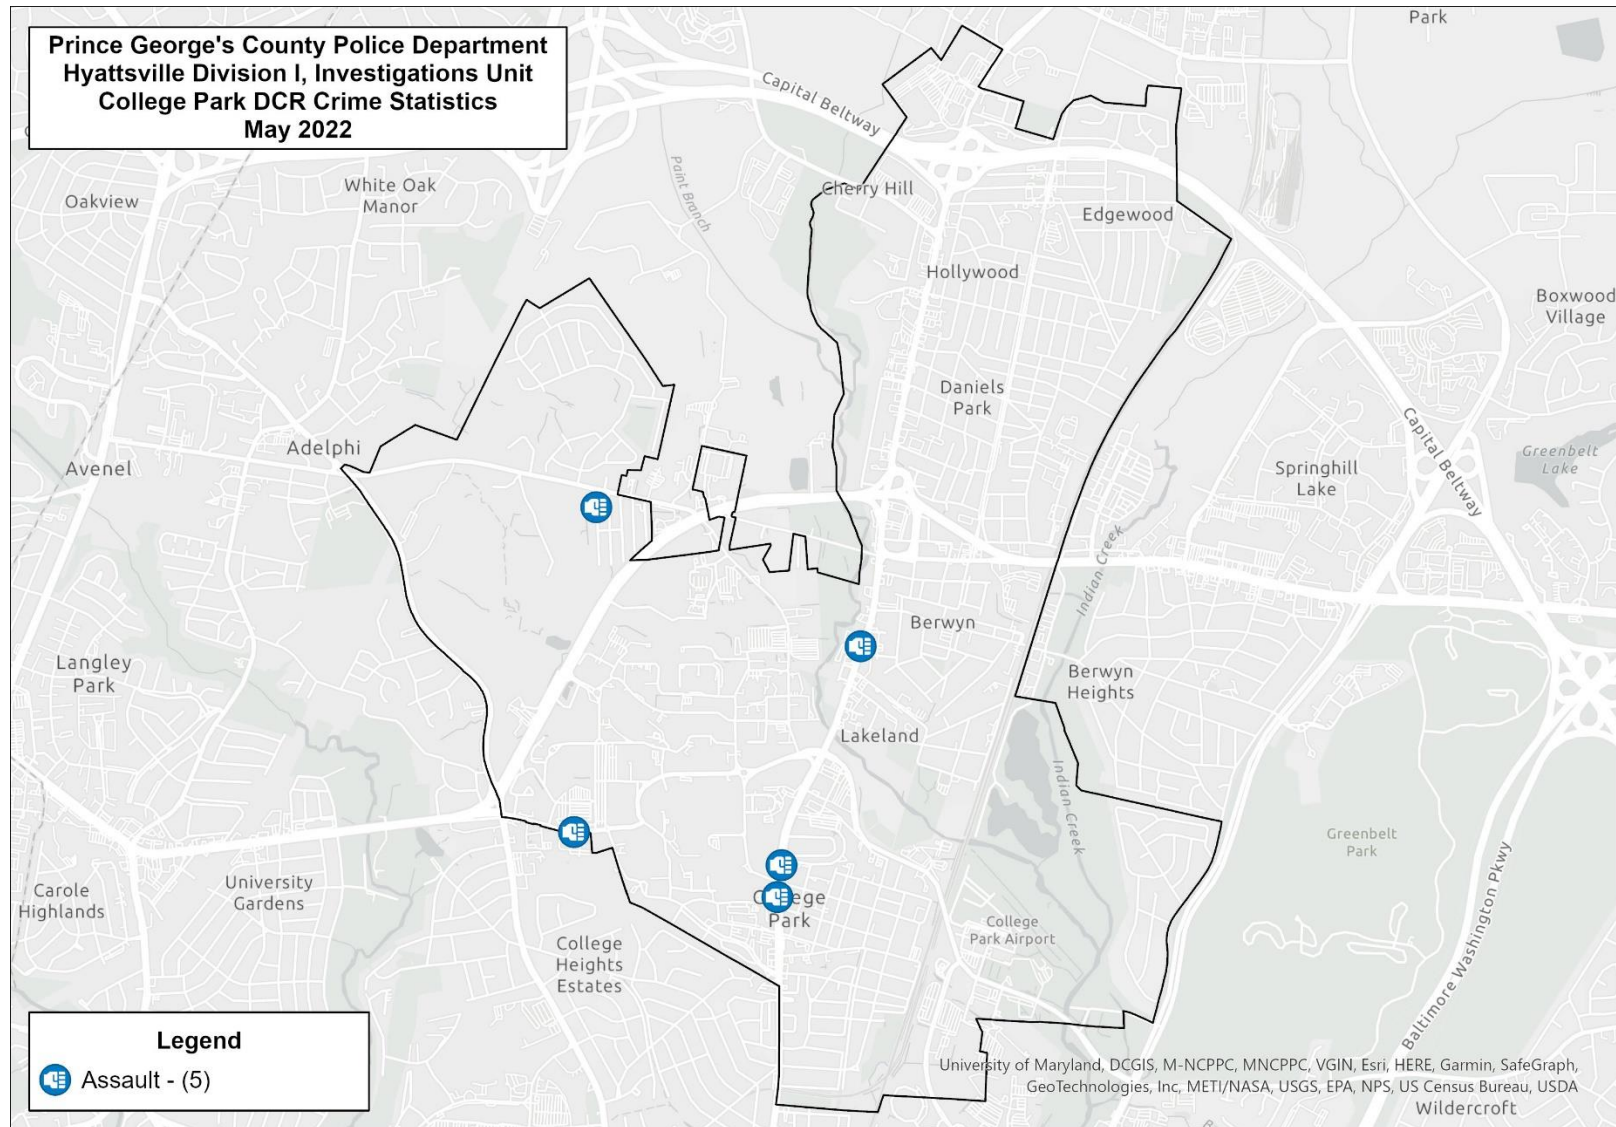 Prince George's County Police Department
Hyattsville Division I, Investigations Unit
College Park DCR Crime Statistics
May 2022
Park
Capital Beltway
Paint Branch
Cherry Hill
Oakview
White Oak
Manor
Edgewood
Hollywood
Boxwood
Village
Daniels
Park
Adelphi
Avenel
Capital Beltway
Springhill
Lake
Greenbelt
Lake
Indian Creek
Berwyn
Langley
Park
Berwyn
Heights
Lakeland
Indian Creek
Greenbelt
Park
Baltimore Washington Pkwy
Carole
Highlands
University
Gardens
College
Park
College
Park Airport
College
Heights
Estates
Legend
Assault - (5)
University of Maryland, DCGIS, M-NCPPC, MNCPPC, VGIN, Esri, HERE, Garmin, SafeGraph,
GeoTechnologies, Inc, METI/NASA, USGS, EPA, NPS, US Census Bureau, USDA
Wildercroft